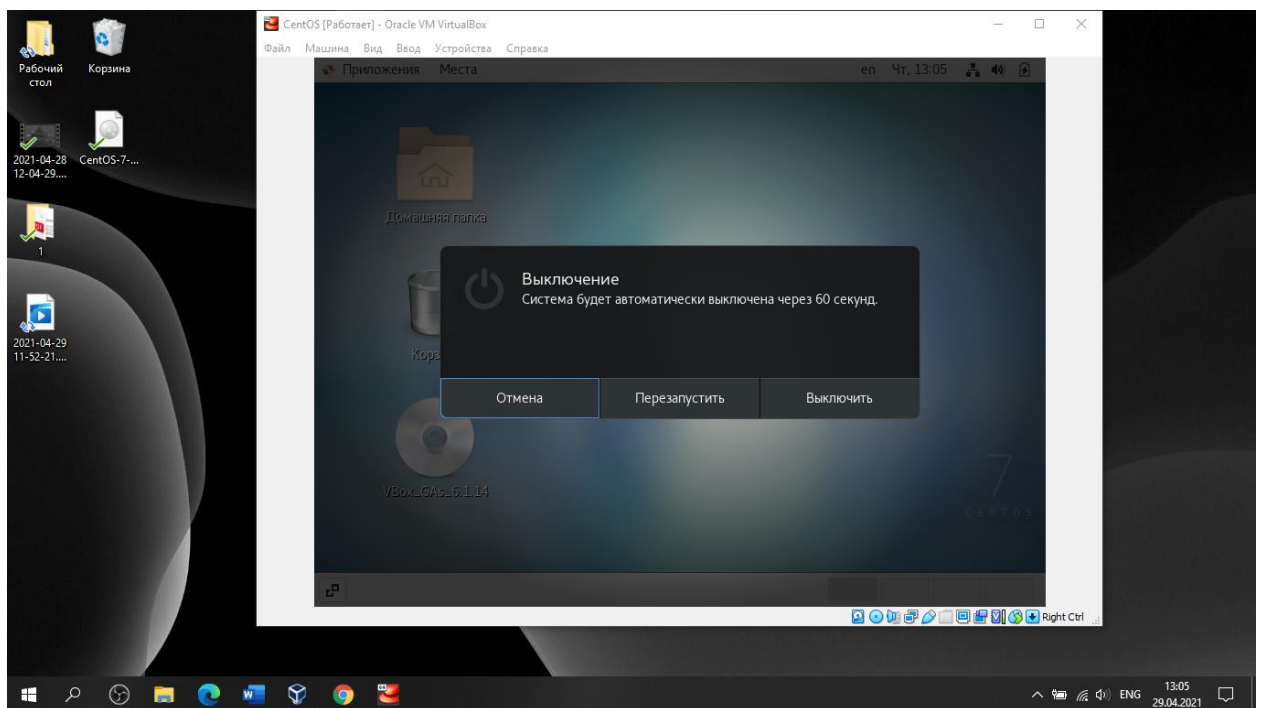 CentOS [Работает] - Oracle VM VirtualBox
Файл Машина Вид Ввод Устройства Справка
Приложения Места en Чт, 13:05
Рабочий
стол
Корзина
2021-04-28
12-04-29....
CentOS-7-...
1
2021-04-29
11-52-21....
Домашняя папка
Выключение
Система будет автоматически выключена через 60 секунд.
Корз
Отмена Перезапустить Выключить
VBox_GAs_6.1.14
7
CENTOS
Right Ctrl
ENG
13:05
29.04.2021